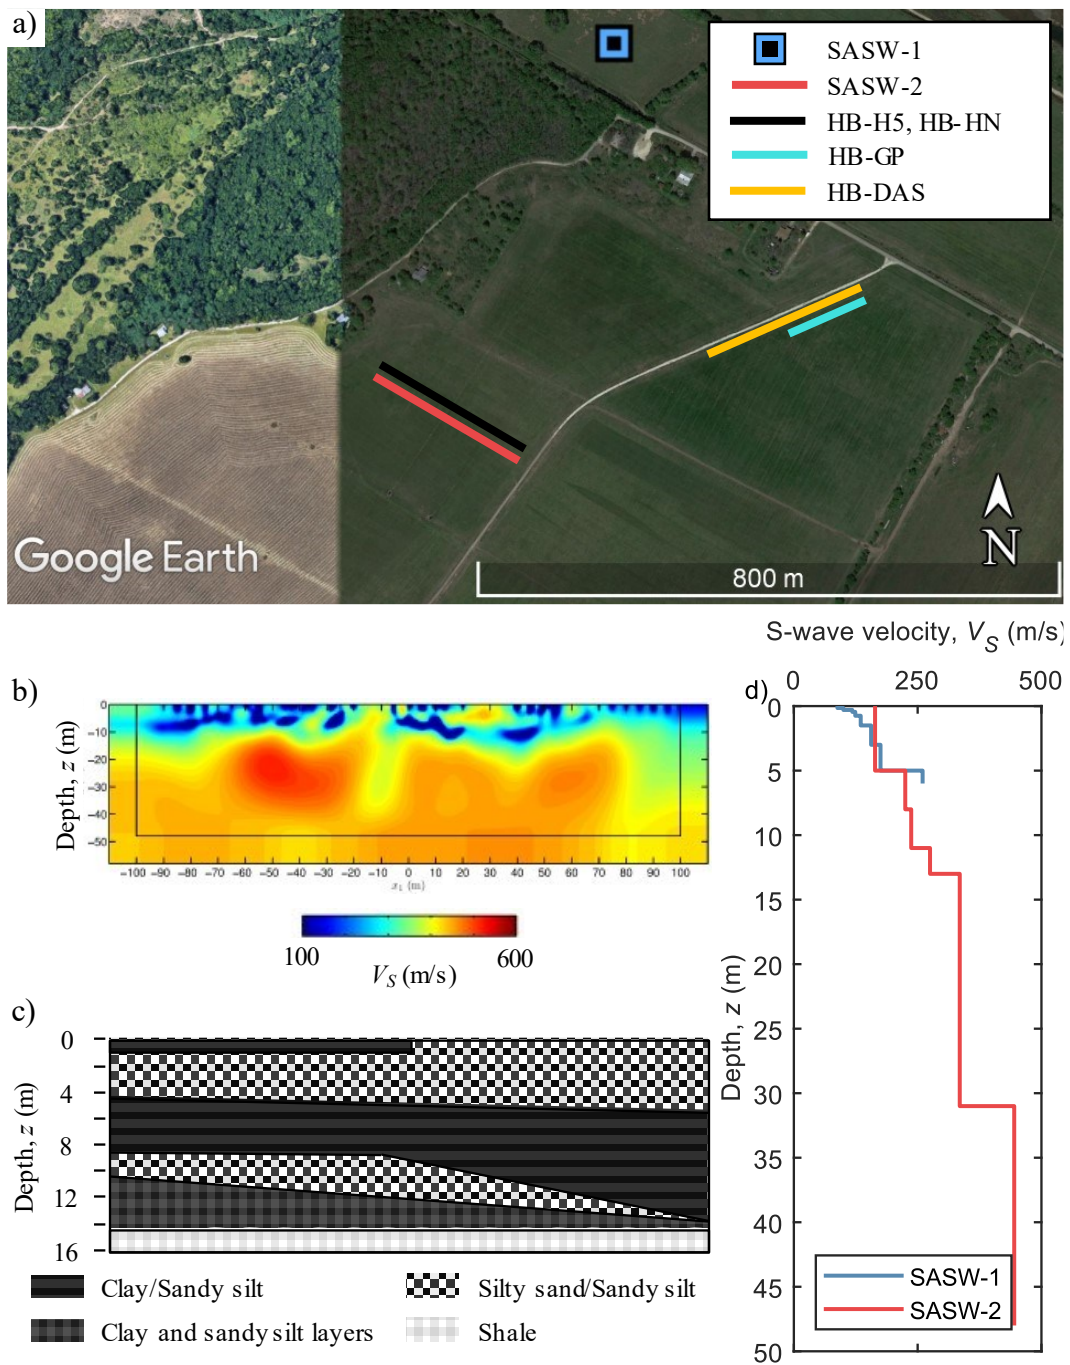 a)
SASW-1
SASW-2
HB-H5, HB-HN
HB-GP
HB-DAS
Google Earth
N
800 m
b)
Depth, z (m)
0
−10
−20
−30
−40
−50
−100 −90 −80 −70 −60 −50 −40 −30 −20 −10 0 10 20 30 40 50 60 70 80 90 100
x₁ (m)
100 600
V_S (m/s)
c)
Depth, z (m)
0
4
8
12
16
Clay/Sandy silt
Silty sand/Sandy silt
Clay and sandy silt layers
Shale
S-wave velocity, V_S (m/s)
d)
0 250 500
Depth, z (m)
0
5
10
15
20
25
30
35
40
45
50
SASW-1
SASW-2